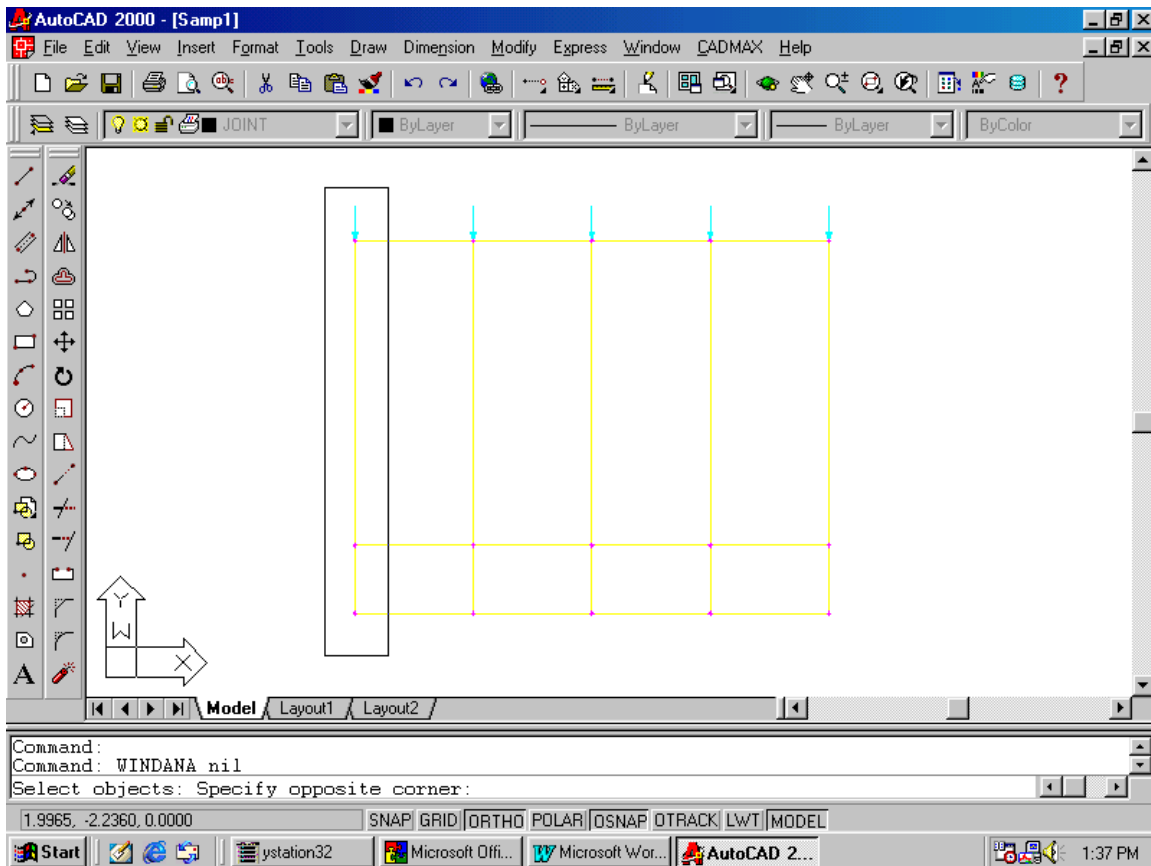 AutoCAD 2000 - [Samp1]
File Edit View Insert Format Tools Draw Dimension Modify Express Window CADMAX Help
JOINT ByLayer ByLayer ByLayer ByColor
A
Y
W
X
Model Layout1 Layout2
Command:
Command: WINDANA nil
Select objects: Specify opposite corner:
1.9965, -2.2360, 0.0000 SNAP GRID ORTHO POLAR OSNAP OTRACK LWT MODEL
Start ystation32 Microsoft Offi... Microsoft Wor... AutoCAD 2... 1:37 PM